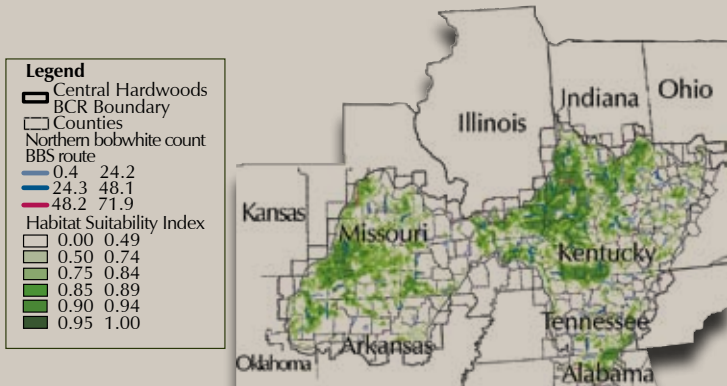 Legend
Central Hardwoods
BCR Boundary
Counties
Northern bobwhite count
BBS route
0.4 24.2
24.3 48.1
48.2 71.9
Habitat Suitability Index
0.00 0.49
0.50 0.74
0.75 0.84
0.85 0.89
0.90 0.94
0.95 1.00
Ohio
Indiana
Illinois
Kansas
Missouri
Kentucky
Tennessee
Arkansas
Oklahoma
Alabama